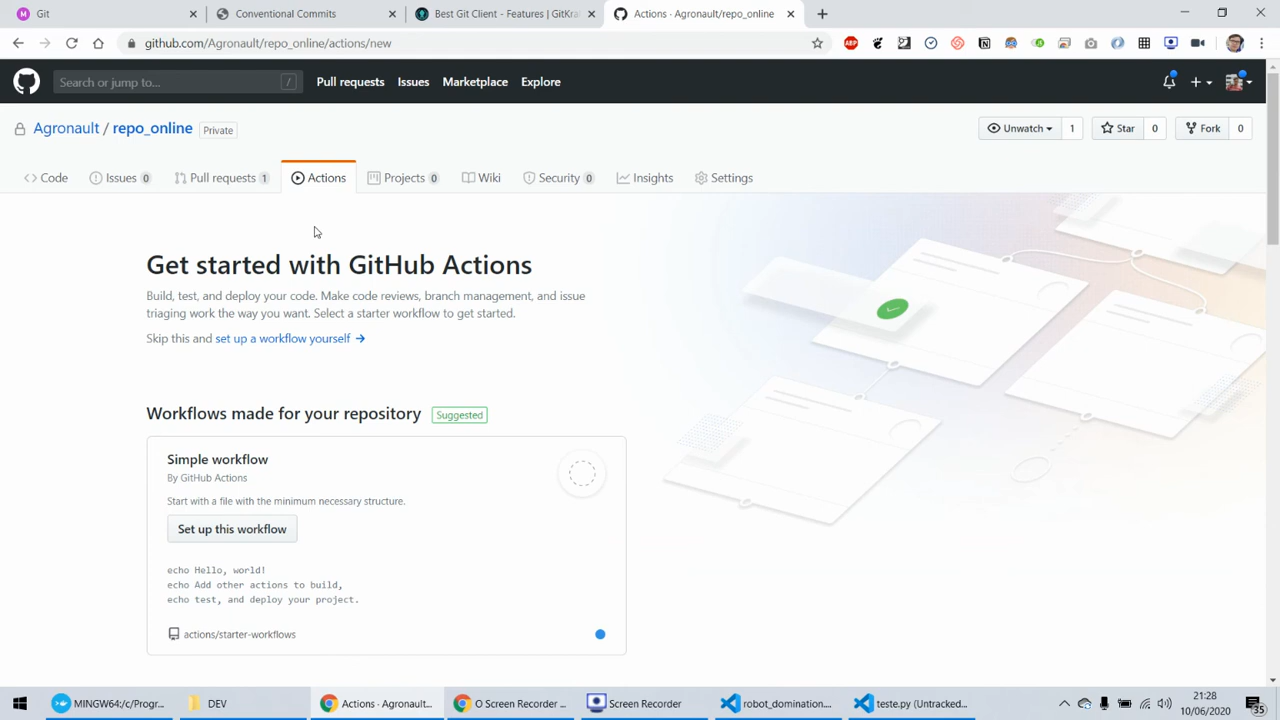 Git
Conventional Commits
Best Git Client - Features | GitKra
Actions · Agronault/repo_online
github.com/Agronault/repo_online/actions/new
ABP
Search or jump to...
/
Pull requests
Issues
Marketplace
Explore
Agronault / repo_online
Private
Unwatch
1
Star
0
Fork
0
Code
Issues 0
Pull requests 1
Actions
Projects 0
Wiki
Security 0
Insights
Settings
Get started with GitHub Actions
Build, test, and deploy your code. Make code reviews, branch management, and issue
triaging work the way you want. Select a starter workflow to get started.
Skip this and set up a workflow yourself
Workflows made for your repository
Suggested
Simple workflow
By GitHub Actions
Start with a file with the minimum necessary structure.
Set up this workflow
echo Hello, world!
echo Add other actions to build,
echo test, and deploy your project.
actions/starter-workflows
MINGW64:/c/Progr...
DEV
Actions · Agronault...
O Screen Recorder ...
Screen Recorder
robot_domination....
teste.py (Untracked...
21:28
10/06/2020
35